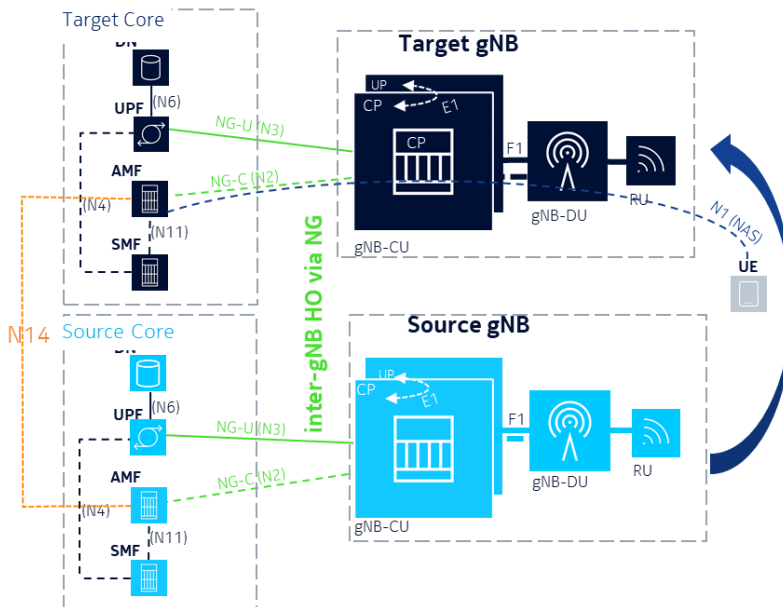 Target Core
DN
(N6)
UPF
AMF
(N4)
(N11)
SMF
NG-U (N3)
NG-C (N2)
Target gNB
UP
CP
E1
CP
gNB-CU
F1
gNB-DU
RU
N1 (NAS)
UE
N14
inter-gNB HO via NG
Source Core
DN
(N6)
UPF
AMF
(N4)
(N11)
SMF
NG-U (N3)
NG-C (N2)
Source gNB
UP
CP
E1
gNB-CU
F1
gNB-DU
RU